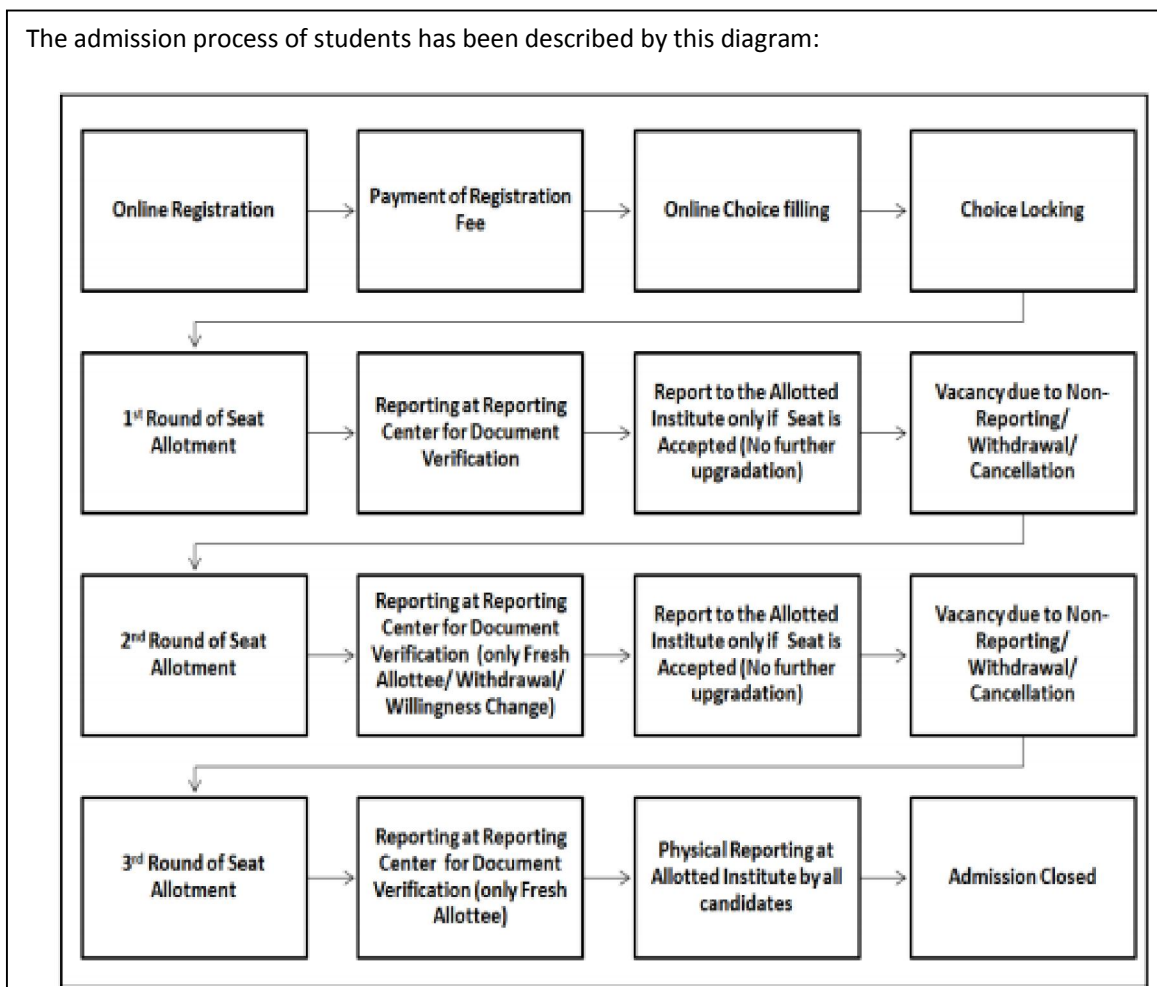 The admission process of students has been described by this diagram:
Online Registration
Payment of Registration
Fee
Online Choice filling
Choice Locking
1st Round of Seat
Allotment
Reporting at Reporting
Center for Document
Verification
Report to the Allotted
Institute only if Seat is
Accepted (No further
upgradation)
Vacancy due to Non-
Reporting/
Withdrawal/
Cancellation
2nd Round of Seat
Allotment
Reporting at Reporting
Center for Document
Verification (only Fresh
Allottee/ Withdrawal/
Willingness Change)
Report to the Allotted
Institute only if Seat is
Accepted (No further
upgradation)
Vacancy due to Non-
Reporting/
Withdrawal/
Cancellation
3rd Round of Seat
Allotment
Reporting at Reporting
Center for Document
Verification (only Fresh
Allottee)
Physical Reporting at
Allotted Institute by all
candidates
Admission Closed